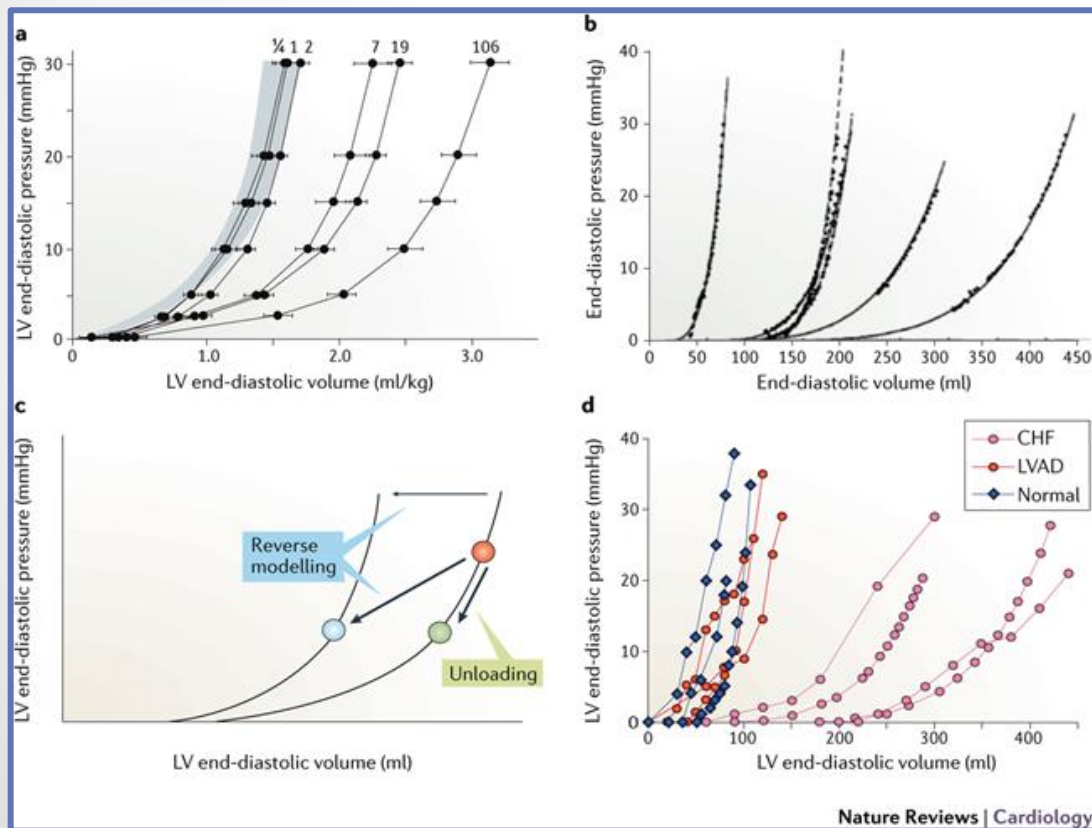 a
¼ 1 2 7 19 106
LV end-diastolic pressure (mmHg)
30
20
10
0
0 1.0 2.0 3.0
LV end-diastolic volume (ml/kg)
b
End-diastolic pressure (mmHg)
40
30
20
10
0
0 50 100 150 200 250 300 350 400 450
End-diastolic volume (ml)
c
LV end-diastolic pressure (mmHg)
Reverse
modelling
Unloading
LV end-diastolic volume (ml)
d
LV end-diastolic pressure (mmHg)
40
30
20
10
0
CHF
LVAD
Normal
0 100 200 300 400
LV end-diastolic volume (ml)
Nature Reviews | Cardiology